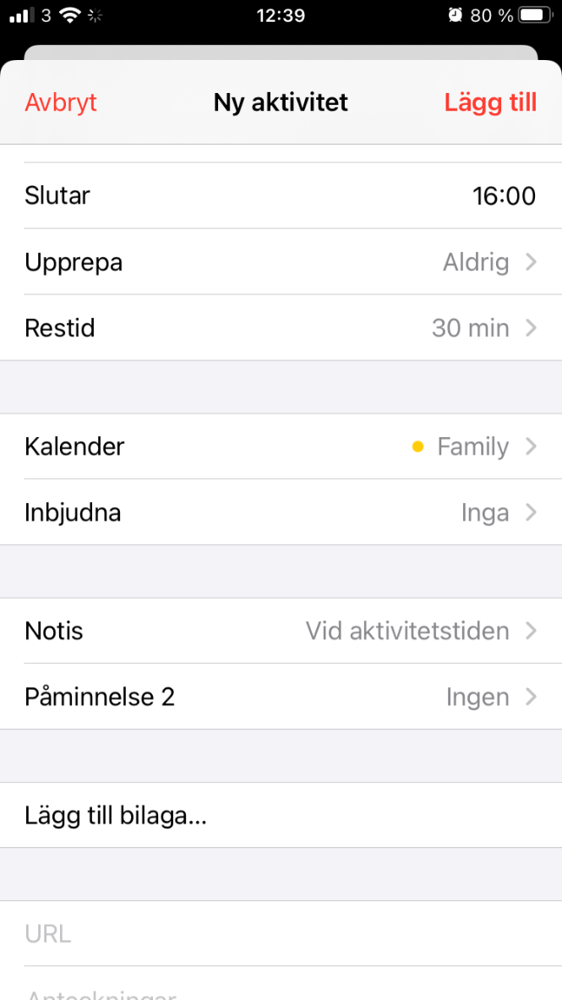 3 12:39 80 %
Avbryt Ny aktivitet Lägg till
Slutar 16:00
Upprepa Aldrig
Restid 30 min
Kalender Family
Inbjudna Inga
Notis Vid aktivitetstiden
Påminnelse 2 Ingen
Lägg till bilaga...
URL
Anteckningar